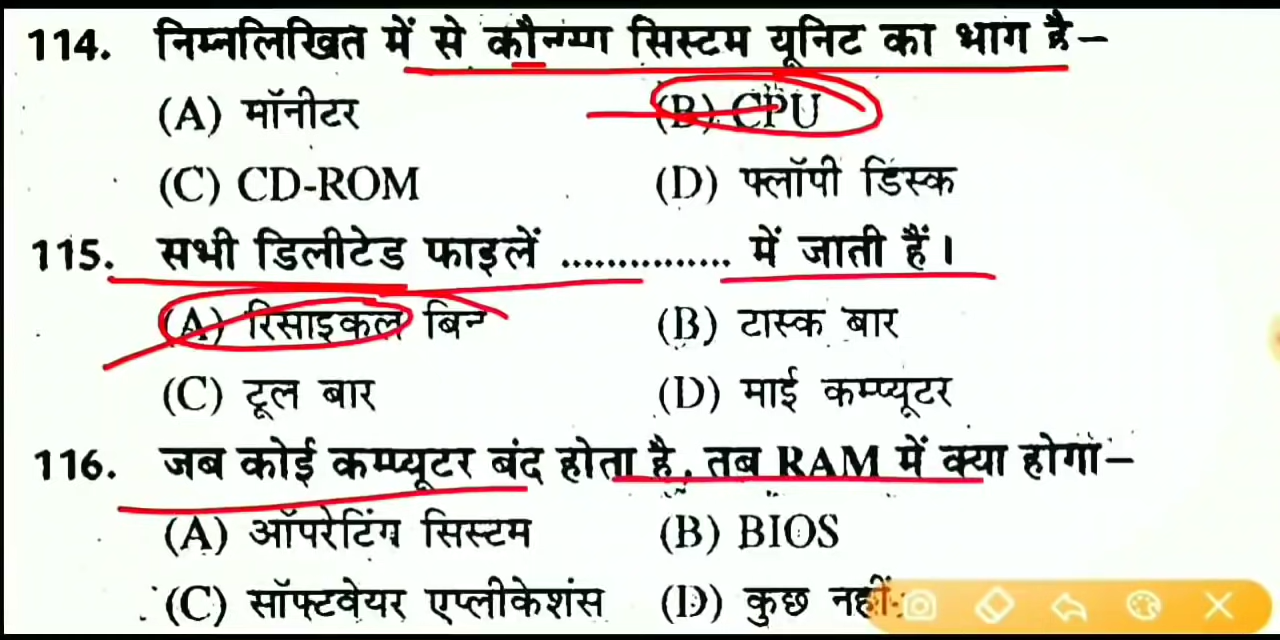 114. निम्नलिखित में से कौनसा सिस्टम यूनिट का भाग है–
(A) मॉनीटर (B) CPU
(C) CD-ROM (D) फ्लॉपी डिस्क
115. सभी डिलीटेड फाइलें ............... में जाती हैं।
(A) रिसाइकल बिन (B) टास्क बार
(C) टूल बार (D) माई कम्प्यूटर
116. जब कोई कम्प्यूटर बंद होता है, तब RAM में क्या होगा–
(A) ऑपरेटिंग सिस्टम (B) BIOS
(C) सॉफ्टवेयर एप्लीकेशंस (D) कुछ नहीं